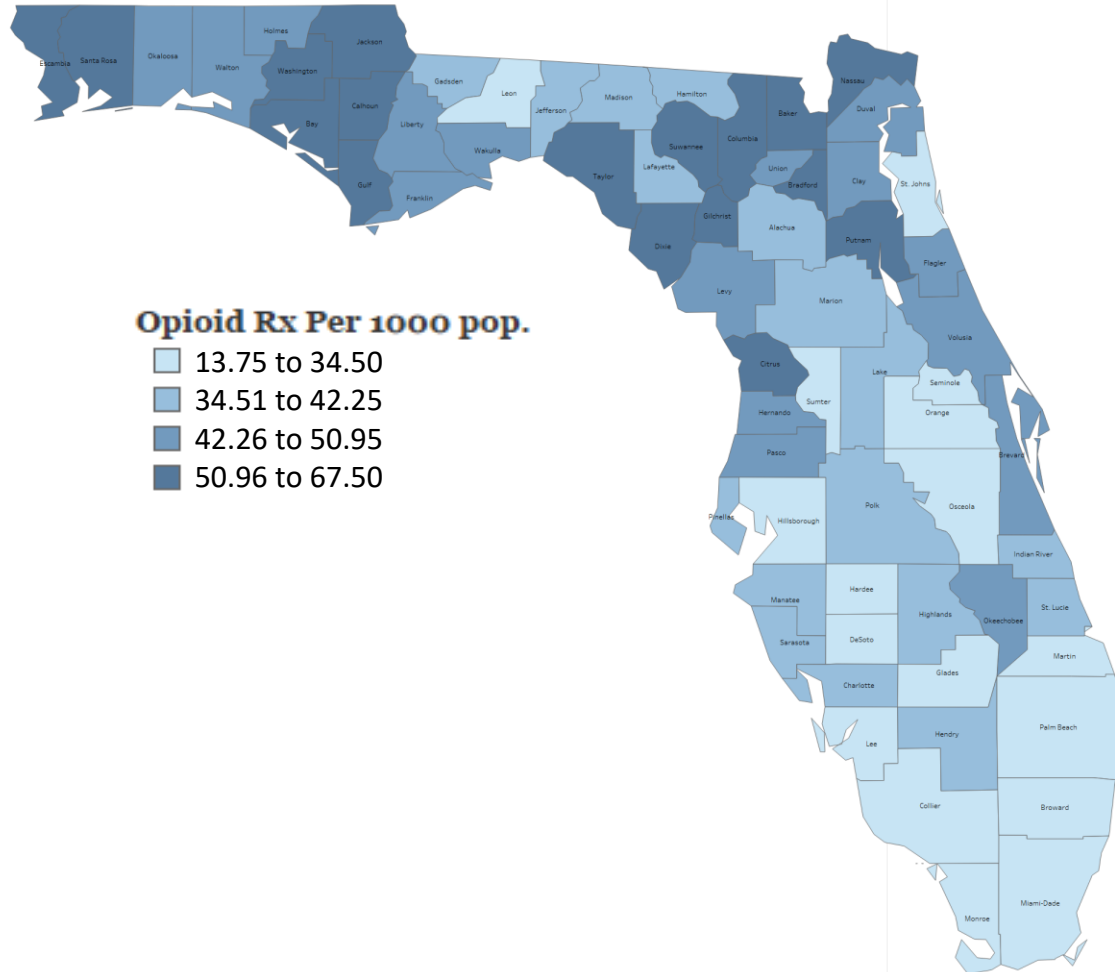 Holmes
Jackson
Escambia
Santa Rosa
Okaloosa
Walton
Washington
Calhoun
Bay
Gulf
Liberty
Gadsden
Leon
Jefferson
Madison
Hamilton
Wakulla
Franklin
Taylor
Lafayette
Suwannee
Columbia
Baker
Nassau
Duval
Union
Bradford
Clay
St. Johns
Gilchrist
Dixie
Alachua
Putnam
Flagler
Levy
Marion
Volusia
Opioid Rx Per 1000 pop.
13.75 to 34.50
34.51 to 42.25
42.26 to 50.95
50.96 to 67.50
Citrus
Sumter
Lake
Seminole
Orange
Hernando
Pasco
Brevard
Pinellas
Hillsborough
Polk
Osceola
Indian River
Manatee
Hardee
Highlands
Okeechobee
St. Lucie
Sarasota
DeSoto
Martin
Glades
Charlotte
Lee
Hendry
Palm Beach
Collier
Broward
Monroe
Miami-Dade